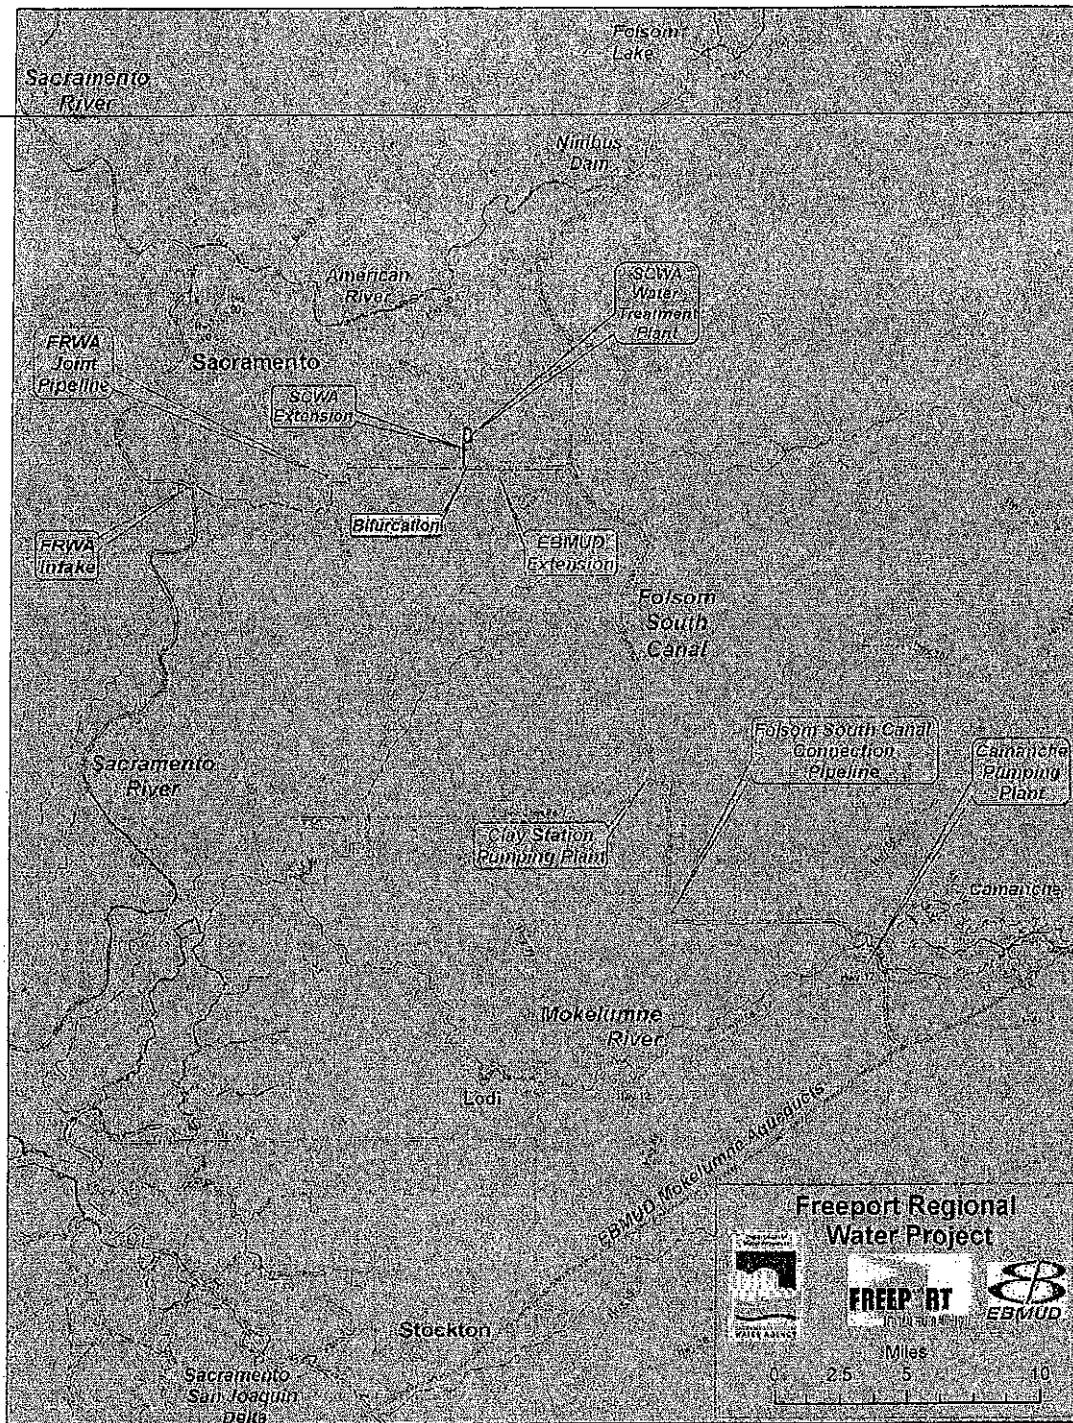 Folsom
Lake
Sacramento
River
Nimbus
Dam
American
River
SCWA
Water
Treatment
Plant
FRWA
Joint
Pipeline
Sacramento
SCWA
Extension
Bifurcation
FRWA
Intake
EBMUD
Extension
Folsom
South
Canal
Folsom South Canal
Connection
Pipeline
Camanche
Pumping
Plant
Sacramento
River
Clay Station
Pumping Plant
Camanche
Mokelumne
River
Lodi
EBMUD Mokelumne Aqueducts
Freeport Regional
Water Project
WATER AGENCY
FREEPORT
EBMUD
Stockton
Miles
0 2.5 5 10
Sacramento
San Joaquin
Delta